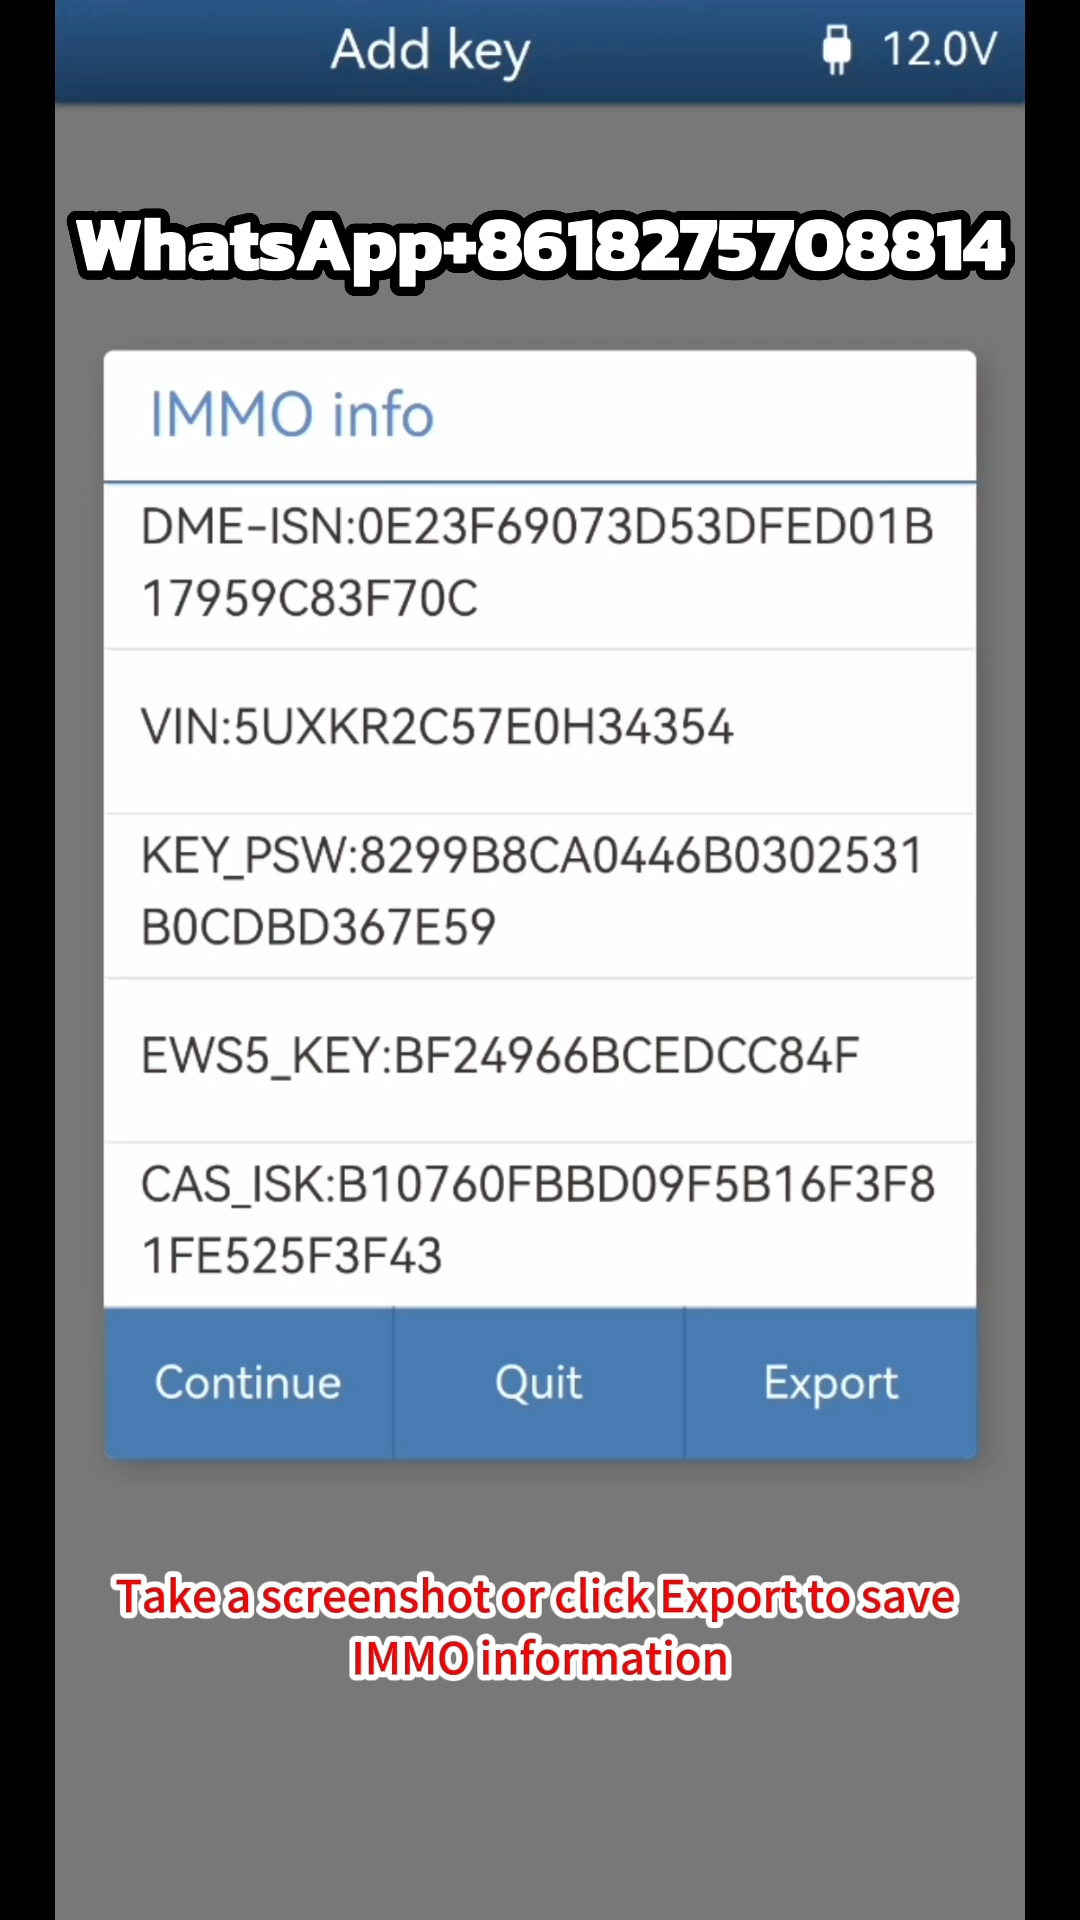 Add key
12.0V
WhatsApp+8618275708814
IMMO info
DME-ISN:0E23F69073D53DFED01B
17959C83F70C
VIN:5UXKR2C57E0H34354
KEY_PSW:8299B8CA0446B0302531
B0CDBD367E59
EWS5_KEY:BF24966BCEDCC84F
CAS_ISK:B10760FBBD09F5B16F3F8
1FE525F3F43
Continue
Quit
Export
Take a screenshot or click Export to save
IMMO information